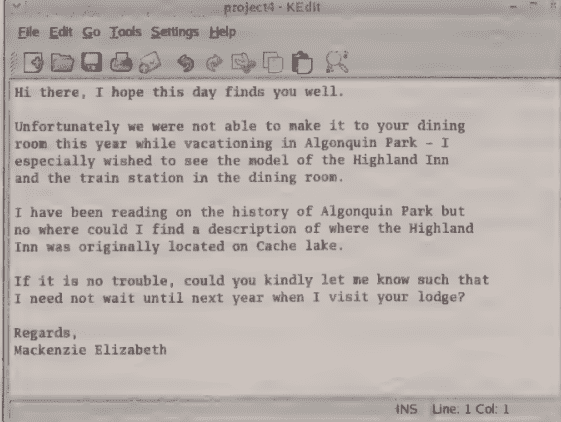 project4 - KEdit
File Edit Go Tools Settings Help
Hi there, I hope this day finds you well.
Unfortunately we were not able to make it to your dining
room this year while vacationing in Algonquin Park - I
especially wished to see the model of the Highland Inn
and the train station in the dining room.
I have been reading on the history of Algonquin Park but
no where could I find a description of where the Highland
Inn was originally located on Cache lake.
If it is no trouble, could you kindly let me know such that
I need not wait until next year when I visit your lodge?
Regards,
Mackenzie Elizabeth
INS Line: 1 Col: 1